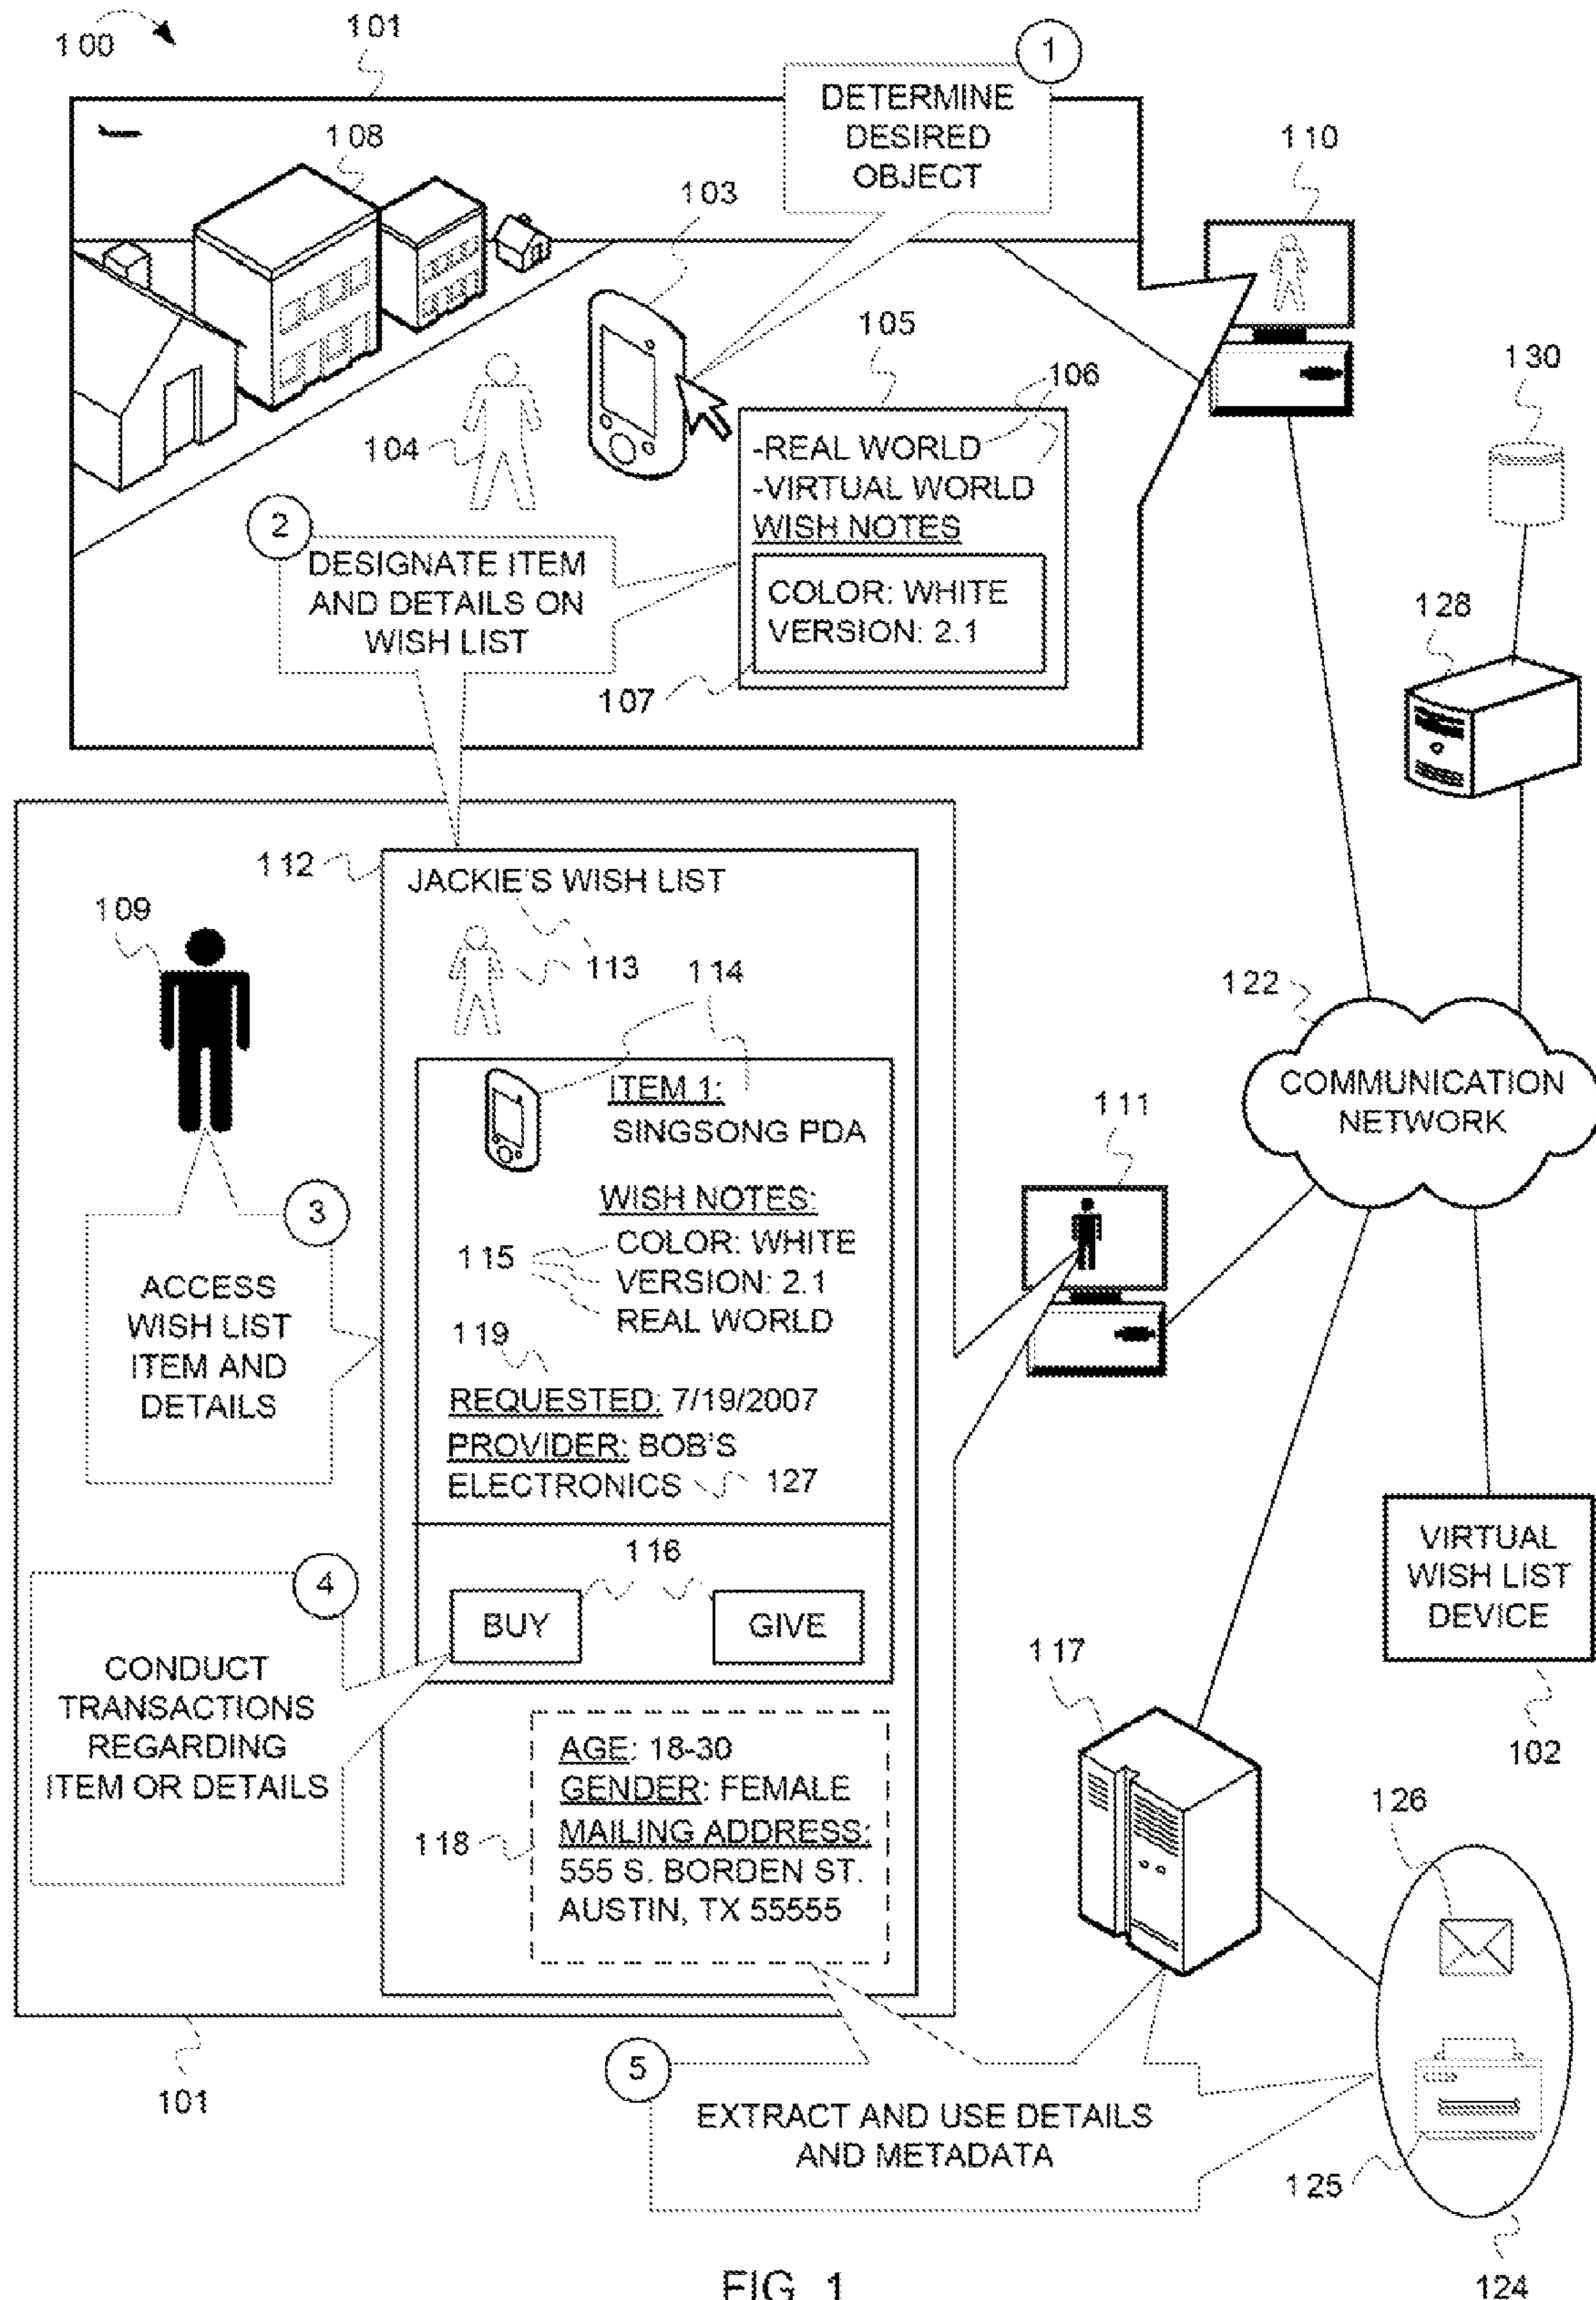 100
101
1
DETERMINE
DESIRED
OBJECT
108
103
110
105
106
130
104
-REAL WORLD
-VIRTUAL WORLD
WISH NOTES
COLOR: WHITE
VERSION: 2.1
107
2
DESIGNATE ITEM
AND DETAILS ON
WISH LIST
128
112
JACKIE'S WISH LIST
109
113
114
122
COMMUNICATION
NETWORK
ITEM 1:
SINGSONG PDA
111
3
ACCESS
WISH LIST
ITEM AND
DETAILS
WISH NOTES:
115
COLOR: WHITE
VERSION: 2.1
REAL WORLD
119
REQUESTED: 7/19/2007
PROVIDER: BOB'S
ELECTRONICS
127
116
BUY
GIVE
4
CONDUCT
TRANSACTIONS
REGARDING
ITEM OR DETAILS
VIRTUAL
WISH LIST
DEVICE
102
117
118
AGE: 18-30
GENDER: FEMALE
MAILING ADDRESS:
555 S. BORDEN ST.
AUSTIN, TX 55555
126
101
5
EXTRACT AND USE DETAILS
AND METADATA
125
124
FIG. 1